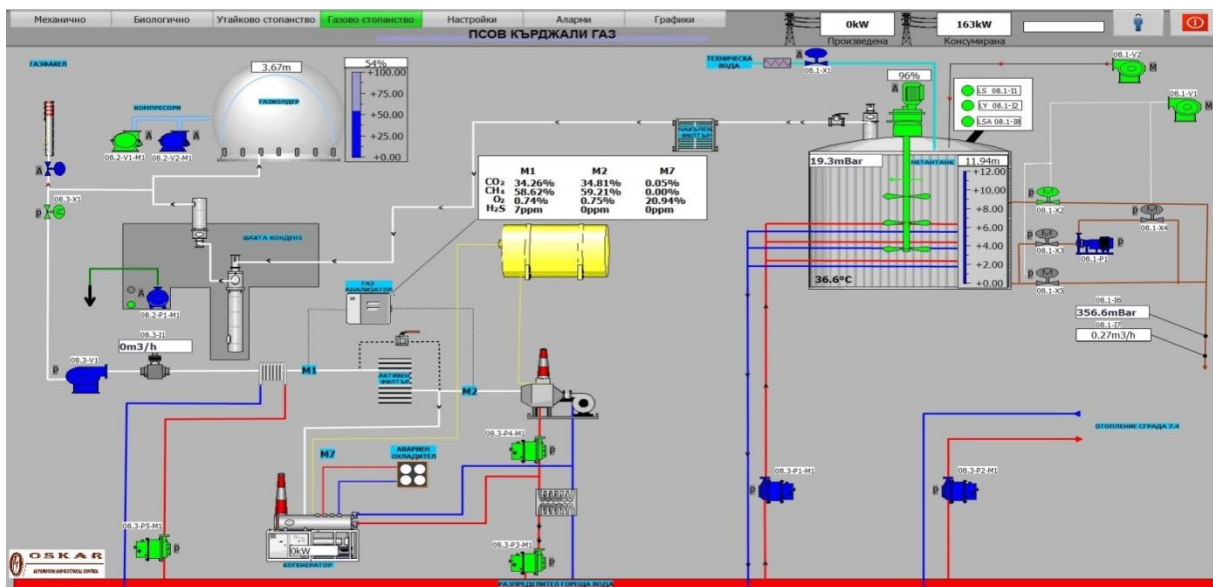 Механично
Биологично
Утайково стопанство
Газово стопанство
Настройки
Аларми
Графики
ПСОВ КЪРДЖАЛИ ГАЗ
0kW
Произведена
163kW
Консумирана
ГАЗФАКЕЛ
3.67m
54%
+100.00
+75.00
+50.00
+25.00
+0.00
ГАЗХОЛДЕР
КОМПРЕСОРИ
A
A
08.2-V1-M1
08.2-V2-M1
A
P
08.3-X1
ШАХТА КОНДЕНЗ
A
08.2-P1-M1
08.3-I1
0m3/h
08.3-V1
P
ТЕХНИЧЕСКА ВОДА
A
08.1-X1
96%
A
LS 08.1-I1
LY 08.1-I2
LSA 08.1-I8
08.1-V2
M
08.1-V1
M
ЧАКЪЛЕН ФИЛТЪР
19.3mBar
МЕТАНТАНК
11.94m
+12.00
+10.00
+8.00
+6.00
+4.00
+2.00
+0.00
36.6°C
M1 M2 M7
CO₂ 34.26% 34.81% 0.05%
CH₄ 58.62% 59.21% 0.00%
O₂ 0.74% 0.75% 20.94%
H₂S 7ppm 0ppm 0ppm
P
M
08.1-X2
P
M
08.1-X3
P
M
08.1-X4
P
08.1-P1
P
M
08.1-X5
08.1-I6
356.6mBar
08.1-I7
0.27m3/h
ГАЗ
АНАЛИЗАТОР
M1
АКТИВЕН
ФИЛТЪР
M2
M7
АВАРИЕН
ОХЛАДИТЕЛ
08.3-P4-M1
P
08.3-P1-M1
P
08.3-P2-M1
P
ОТОПЛЕНИЕ СГРАДА 7.4
08.3-P5-M1
P
0kW
КОГЕНЕРАТОР
08.3-P3-M1
P
OSKAR
AUTOMATION AND ELECTRICAL CONTROL
РАЗПРЕДЕЛИТЕЛ ГОРЕЩА ВОДА